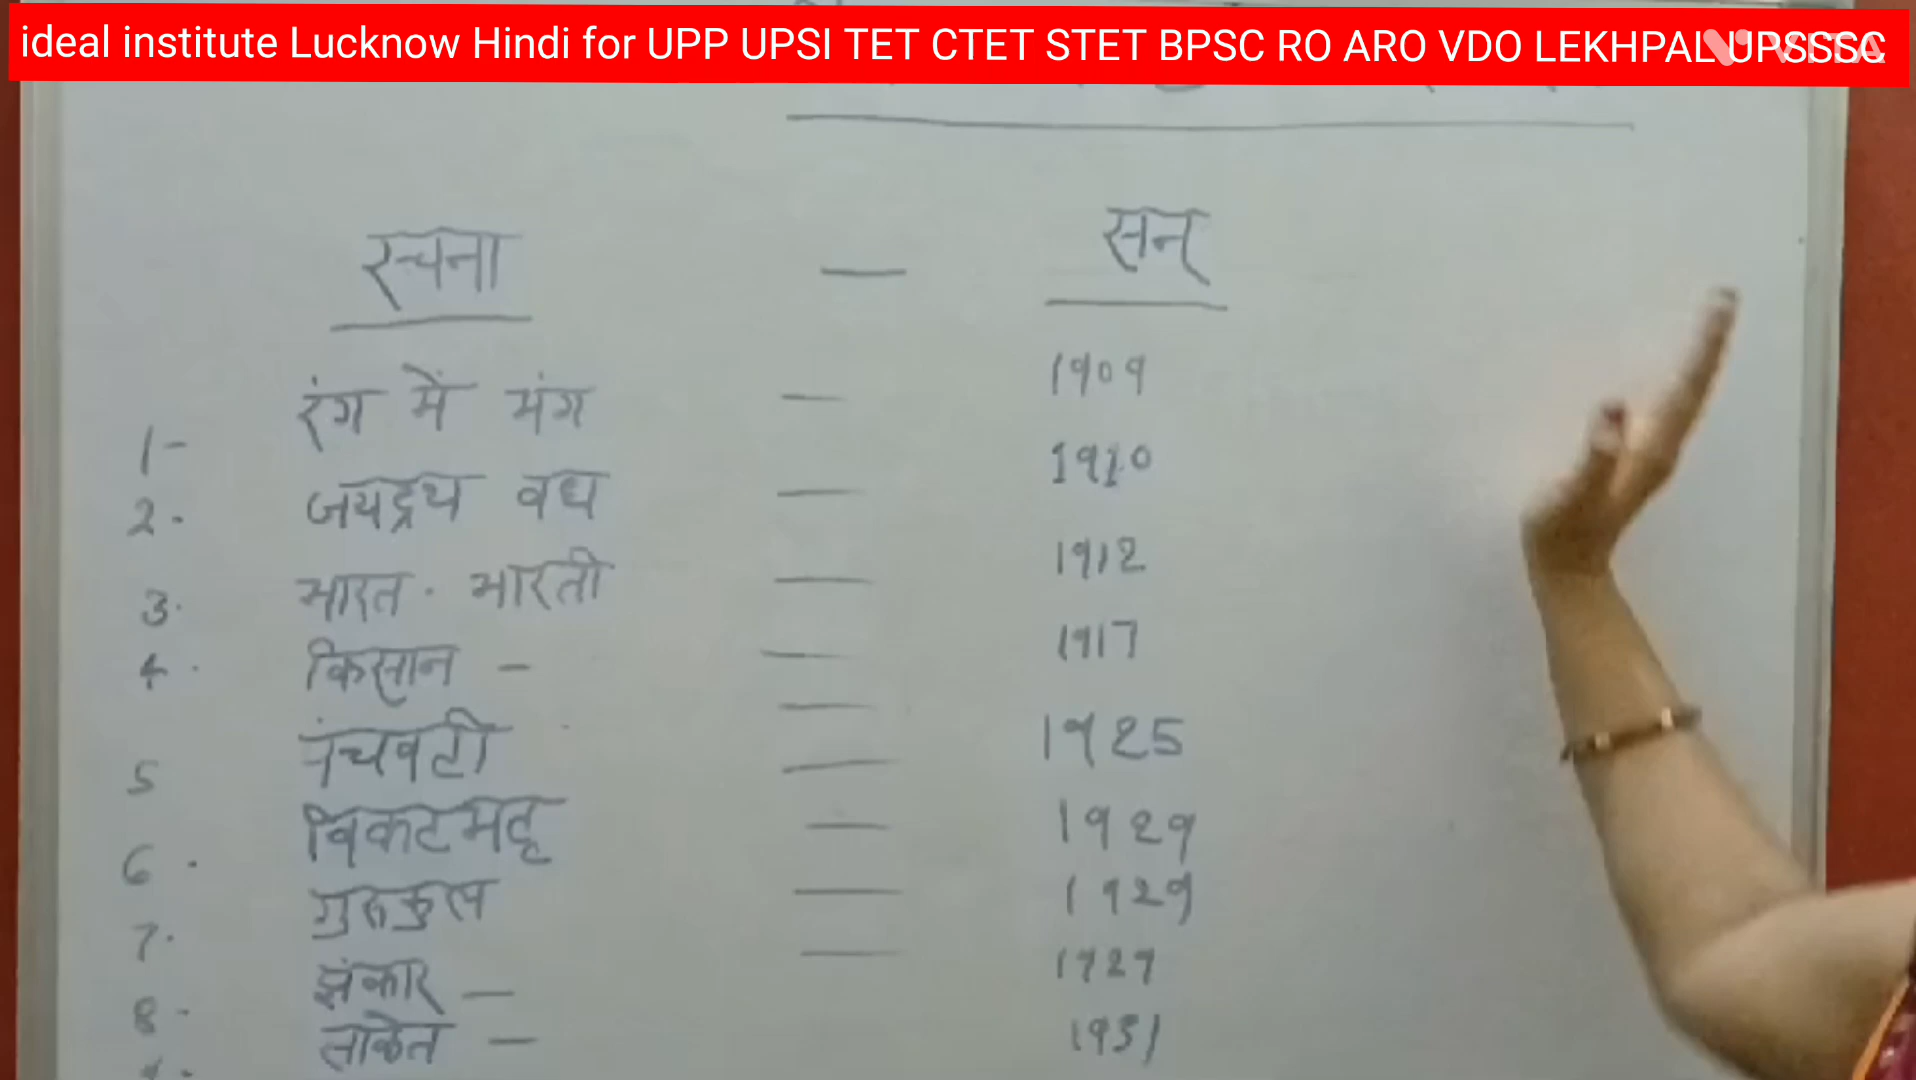 ideal institute Lucknow Hindi for UPP UPSI TET CTET STET BPSC RO ARO VDO LEKHPAL UPSSSC
VITA
रचना — सन्
1- रंग में भंग — 1909
2. जयद्रथ वध — 1910
3. भारत . भारती — 1912
4. किसान - — 1917
5 पंचवटी — 1925
6. विकटभट्ट — 1929
7. गुरुकुल — 1929
8- झंकार — 1929
साकेत — 1931